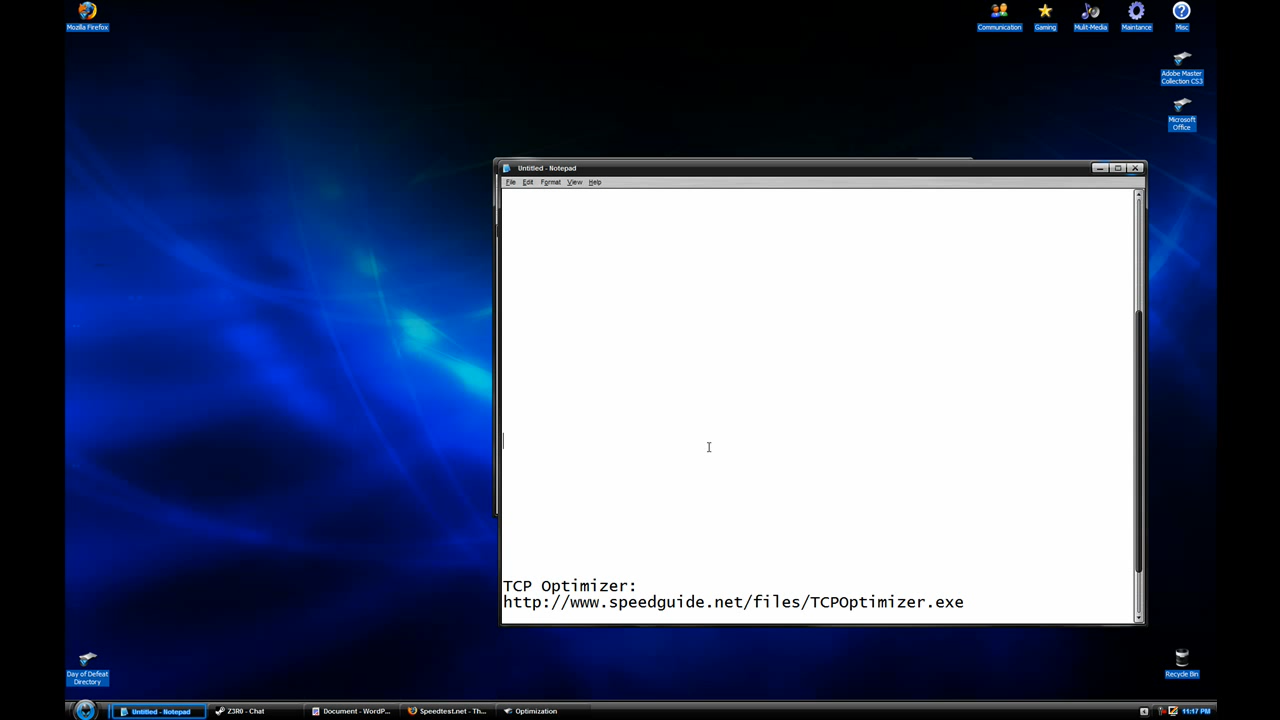 Mozilla Firefox
Communication
Gaming
Mulit-Media
Maintance
Misc
Adobe Master
Collection CS3
Microsoft
Office
Untitled - Notepad
File Edit Format View Help
TCP Optimizer:
http://www.speedguide.net/files/TCPOptimizer.exe
Day of Defeat
Directory
Recycle Bin
Untitled - Notepad
Z3R0 - Chat
Document - WordP...
Speedtest.net - Th...
Optimization
11:17 PM